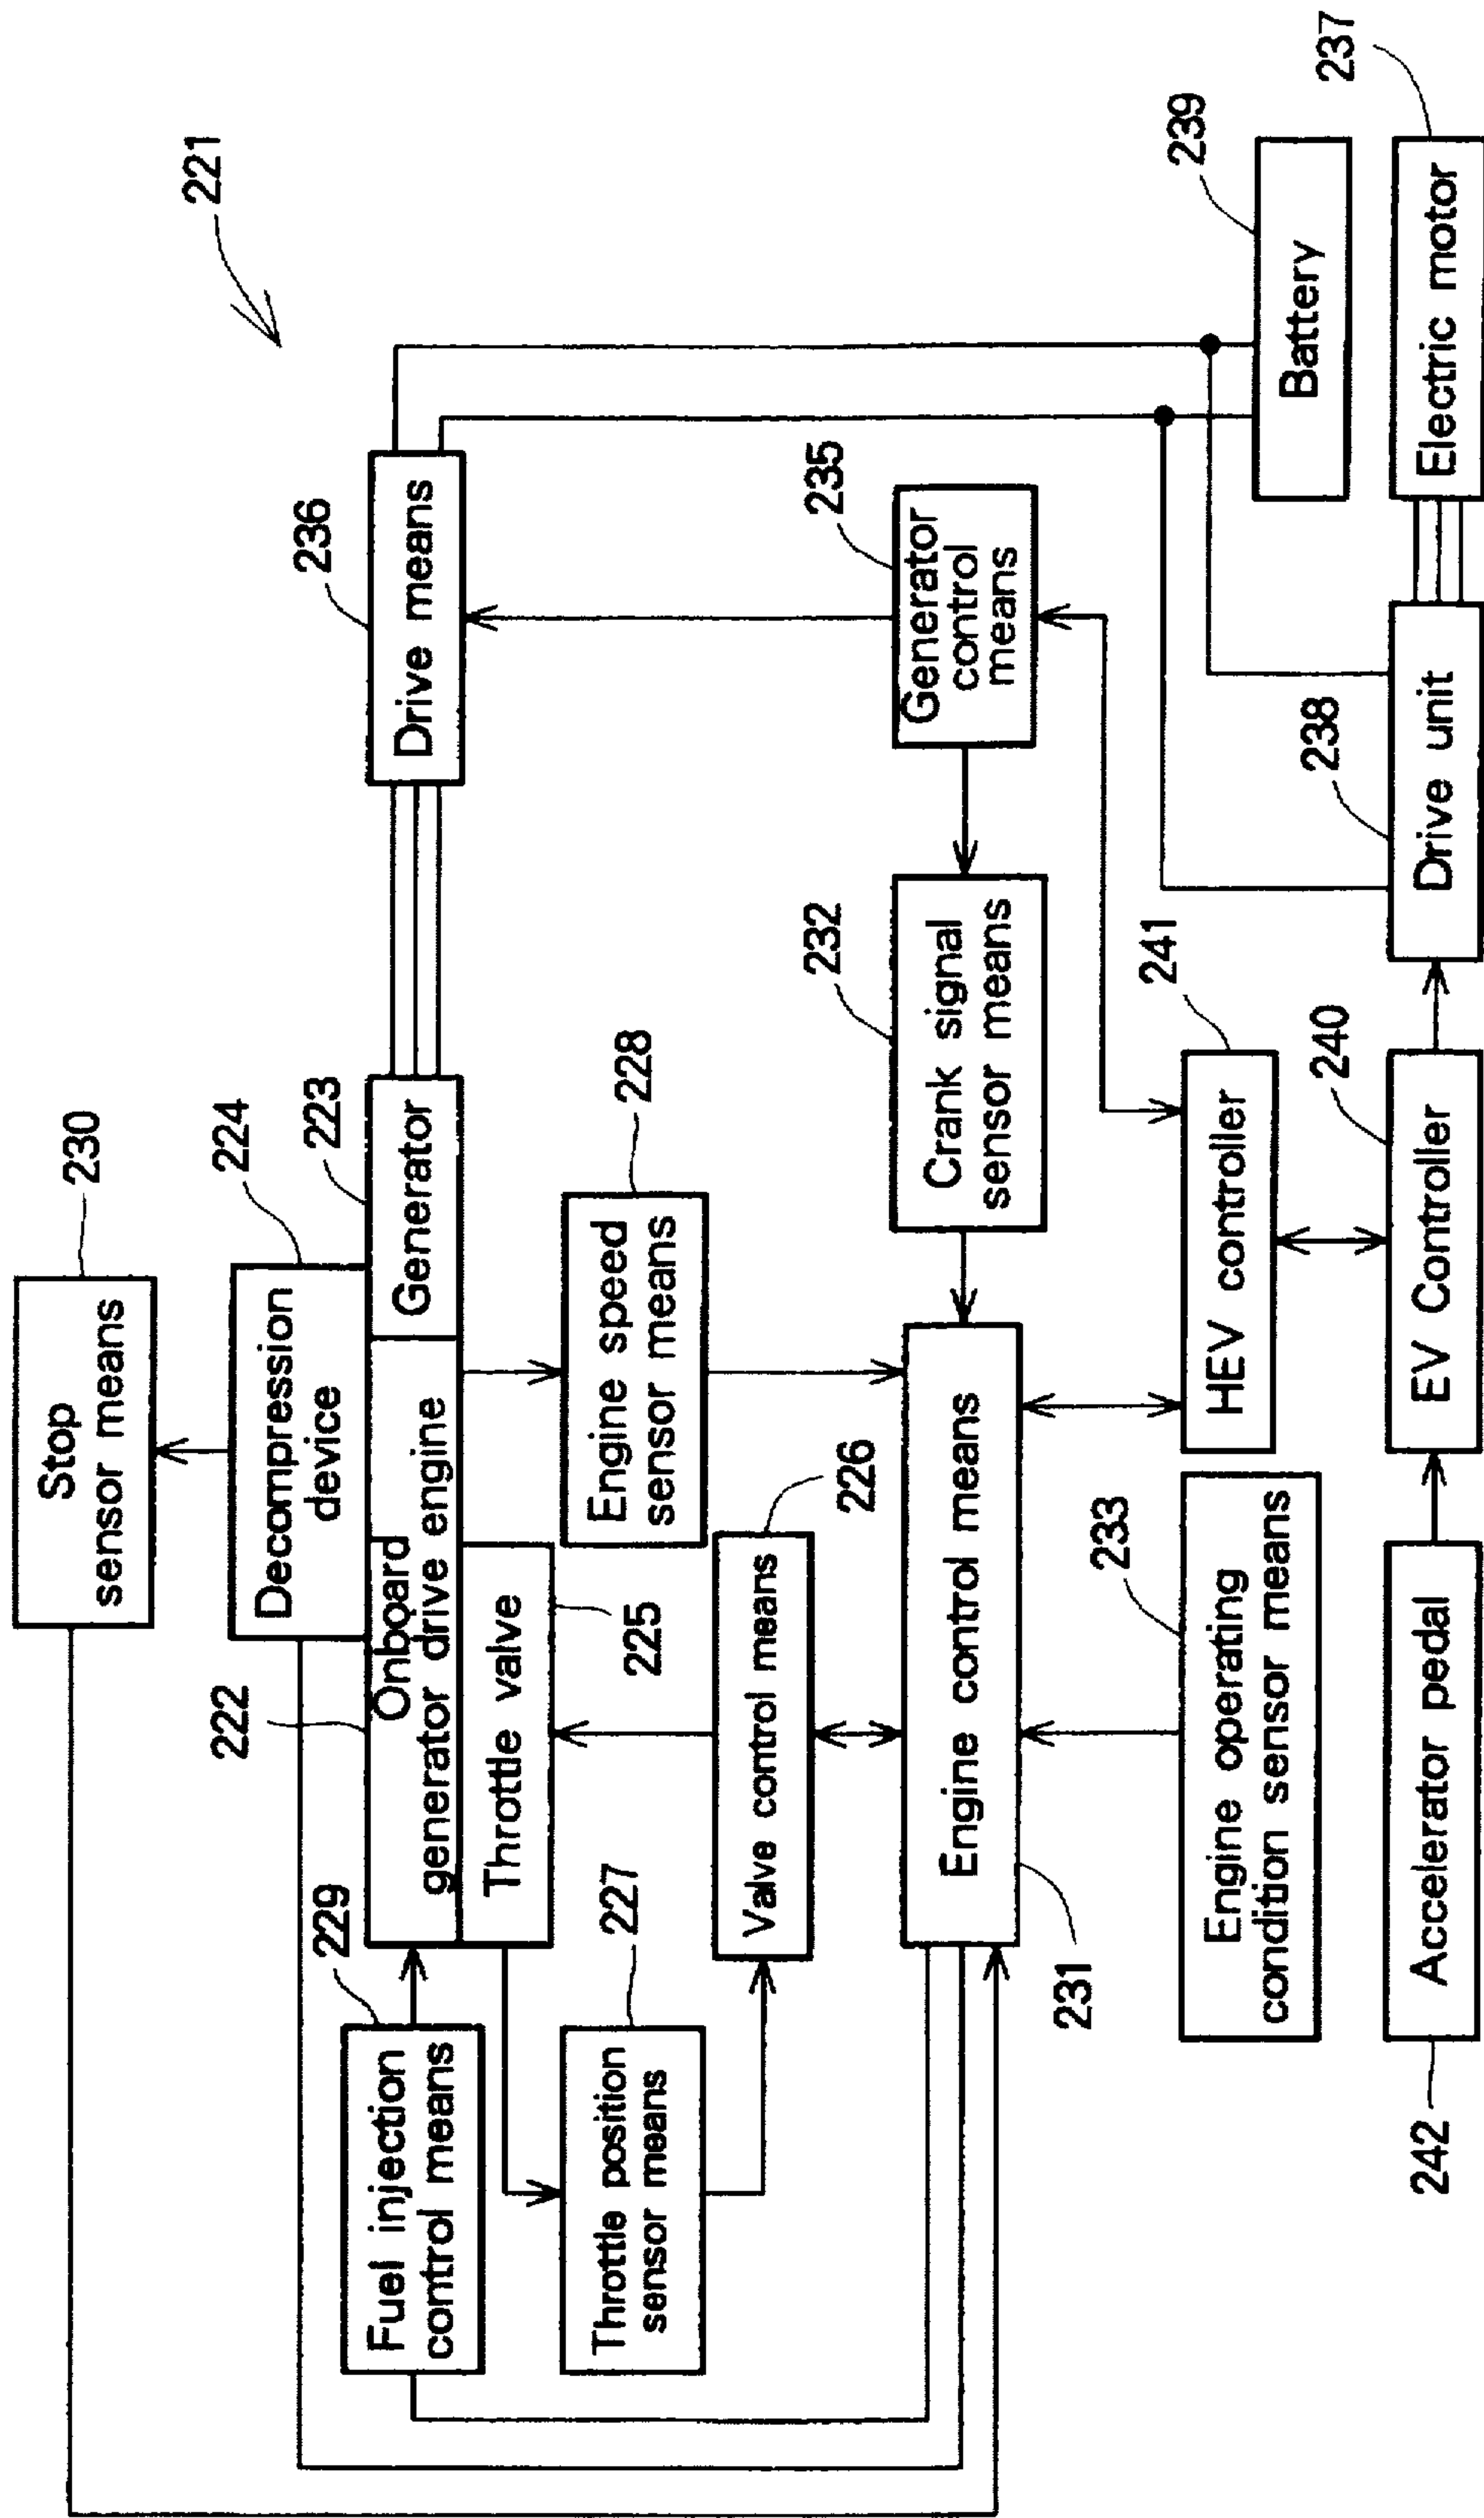 221
230
Stop
sensor means
224
Decompression
device
222
Onboard
generator drive engine
223
Generator
236
Drive means
229
Fuel injection
control means
Throttle valve
225
227
Throttle position
sensor means
228
Engine speed
sensor means
226
Valve control means
Engine control means
231
232
Crank signal
sensor means
235
Generator
control
means
233
Engine operating
condition sensor means
241
HEV controller
239
Battery
242
Accelerator pedal
240
EV Controller
238
Drive unit
237
Electric motor